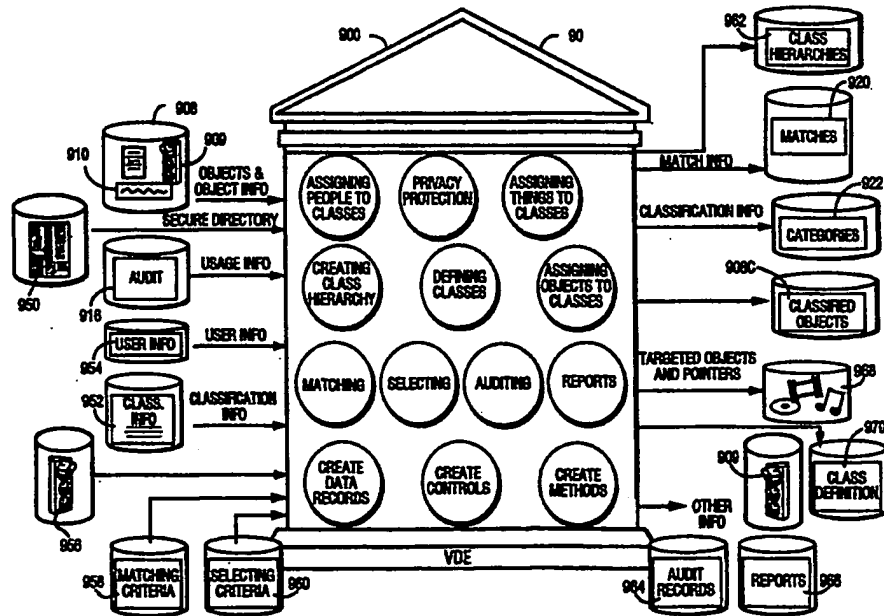 900
90
962
CLASS
HIERARCHIES
920
MATCHES
MATCH INFO
908
909
910
OBJECTS &
OBJECT INFO
SECURE DIRECTORY
950
ASSIGNING
PEOPLE TO
CLASSES
PRIVACY
PROTECTION
ASSIGNING
THINGS TO
CLASSES
CLASSIFICATION INFO
922
CATEGORIES
AUDIT
916
USAGE INFO
CREATING
CLASS
HIERARCHY
DEFINING
CLASSES
ASSIGNING
OBJECTS TO
CLASSES
908C
CLASSIFIED
OBJECTS
USER INFO
954
USER INFO
952
CLASS.
INFO
CLASSIFICATION
INFO
MATCHING
SELECTING
AUDITING
REPORTS
TARGETED OBJECTS
AND POINTERS
968
970
CLASS
DEFINITION
909
956
CREATE
DATA
RECORDS
CREATE
CONTROLS
CREATE
METHODS
OTHER
INFO
VDE
958
MATCHING
CRITERIA
SELECTING
CRITERIA
960
AUDIT
RECORDS
964
REPORTS
966